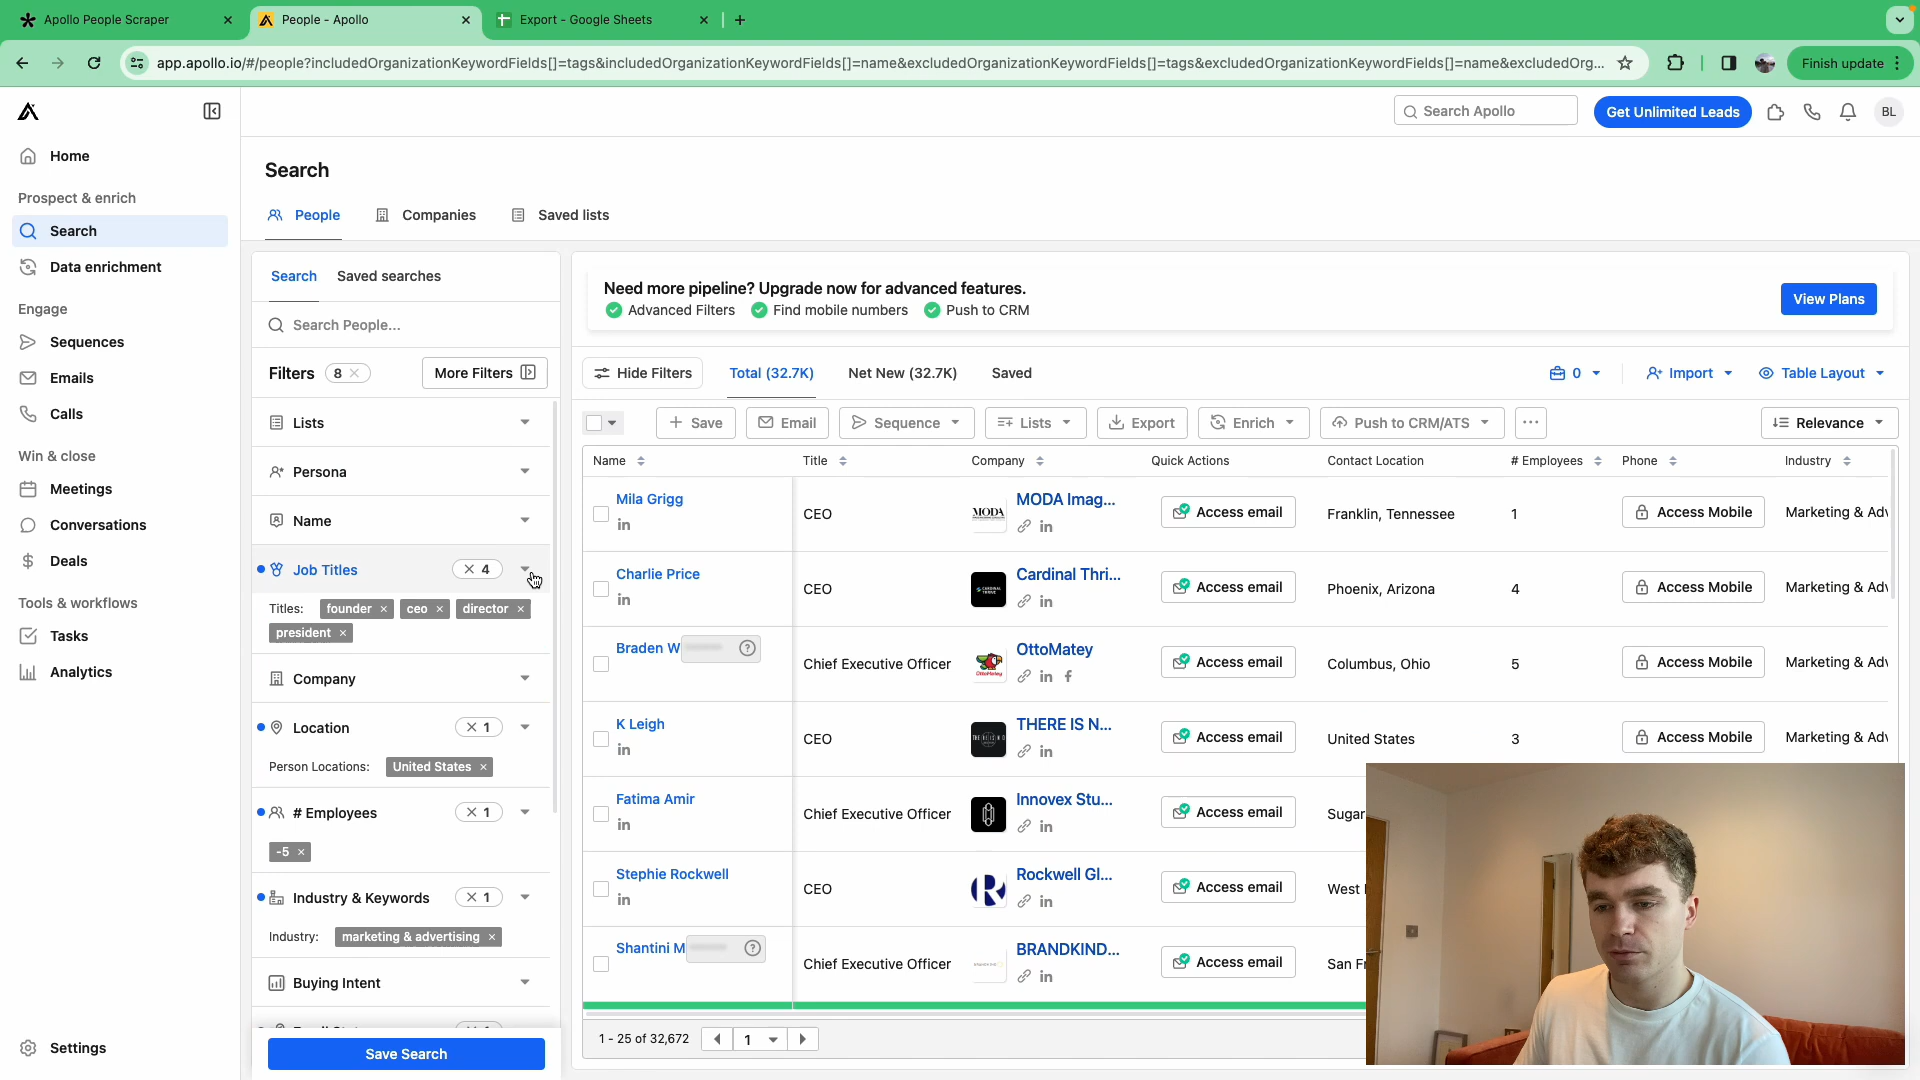 Apollo People Scraper
People - Apollo
Export - Google Sheets
app.apollo.io/#/people?includedOrganizationKeywordFields[]=tags&includedOrganizationKeywordFields[]=name&excludedOrganizationKeywordFields[]=tags&excludedOrganizationKeywordFields[]=name&excludedOrg...
Finish update
Search Apollo
Get Unlimited Leads
BL
Home
Prospect & enrich
Search
Data enrichment
Engage
Sequences
Emails
Calls
Win & close
Meetings
Conversations
Deals
Tools & workflows
Tasks
Analytics
Settings
Search
People
Companies
Saved lists
Search
Saved searches
Search People...
Filters 8
More Filters
Lists
Persona
Name
Job Titles 4
Titles: founder ceo director
president
Company
Location 1
Person Locations: United States
# Employees 1
-5
Industry & Keywords 1
Industry: marketing & advertising
Buying Intent
Save Search
Need more pipeline? Upgrade now for advanced features.
Advanced Filters Find mobile numbers Push to CRM
View Plans
Hide Filters Total (32.7K) Net New (32.7K) Saved 0 Import Table Layout
+ Save Email Sequence Lists Export Enrich Push to CRM/ATS ... Relevance
Name Title Company Quick Actions Contact Location # Employees Phone Industry
Mila Grigg CEO MODA MODA Imag... Access email Franklin, Tennessee 1 Access Mobile Marketing & Adv
Charlie Price CEO Cardinal Thri... Access email Phoenix, Arizona 4 Access Mobile Marketing & Adv
Braden W Chief Executive Officer OttoMatey Access email Columbus, Ohio 5 Access Mobile Marketing & Adv
K Leigh CEO THERE IS N... Access email United States 3 Access Mobile Marketing & Adv
Fatima Amir Chief Executive Officer Innovex Stu... Access email Sugar
Stephie Rockwell CEO Rockwell Gl... Access email West
Shantini M Chief Executive Officer BRANDKIND... Access email San Fr
1 - 25 of 32,672 1